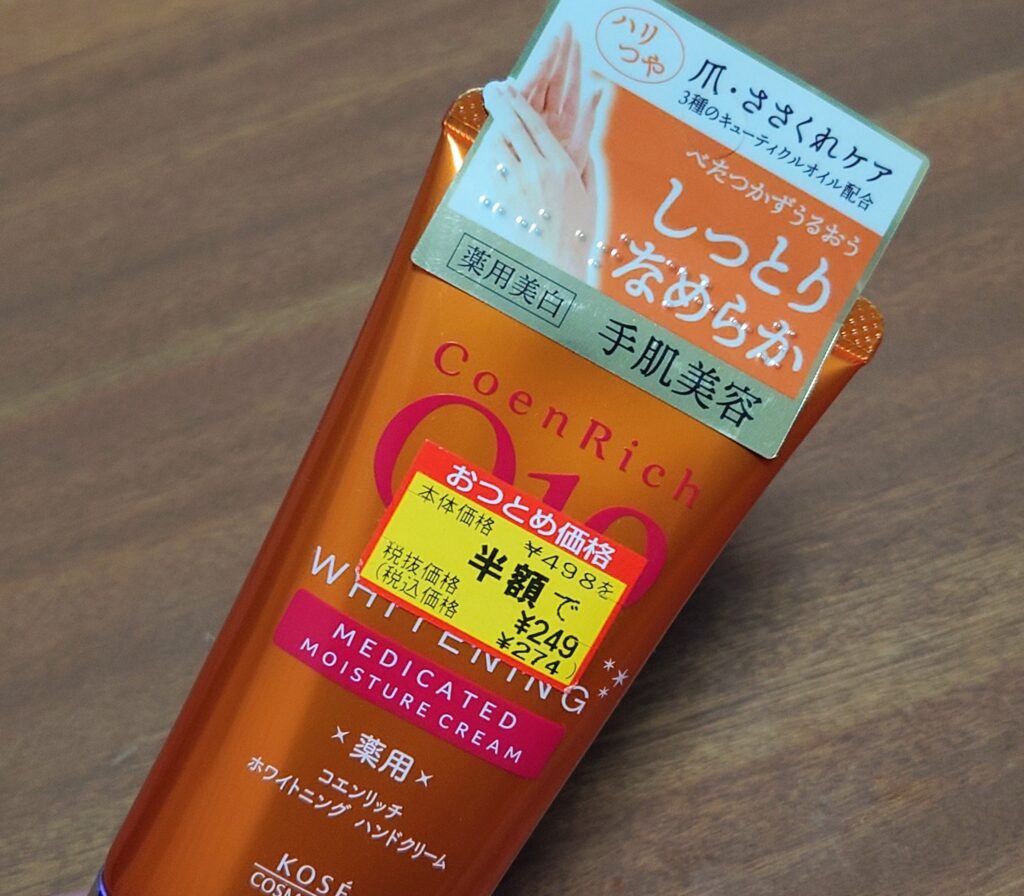 ハリ
つや
爪・ささくれケア
3種のキューティクルオイル配合
べたつかずうるおう
しっとり
なめらか
薬用美白
手肌美容
CoenRich
Q10
おつとめ価格
本体価格 ¥498を
半額で
税抜価格 ¥249
(税込価格 ¥274)
WHITENING
MEDICATED
MOISTURE CREAM
薬用
コエンリッチ
ホワイトニング ハンドクリーム
KOSÉ